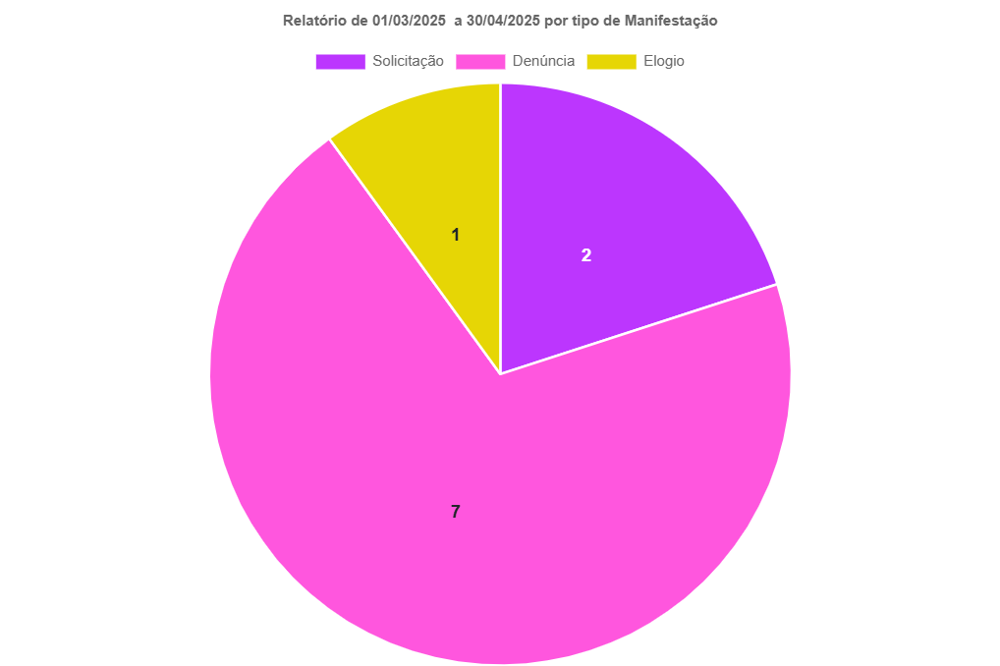 Relatório de 01/03/2025  a 30/04/2025 por tipo de Manifestação
Solicitação Denúncia Elogio
1
2
7